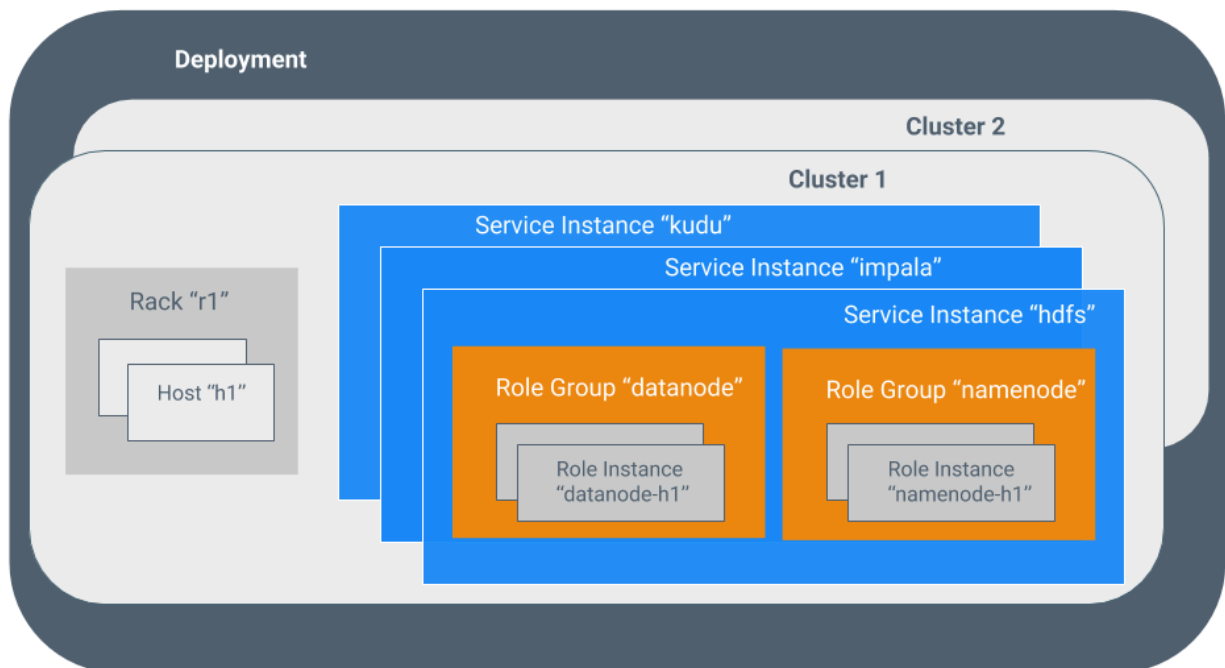 Deployment
Cluster 2
Cluster 1
Service Instance “kudu”
Service Instance “impala”
Service Instance “hdfs”
Rack “r1”
Host “h1”
Role Group “datanode”
Role Instance
“datanode-h1”
Role Group “namenode”
Role Instance
“namenode-h1”